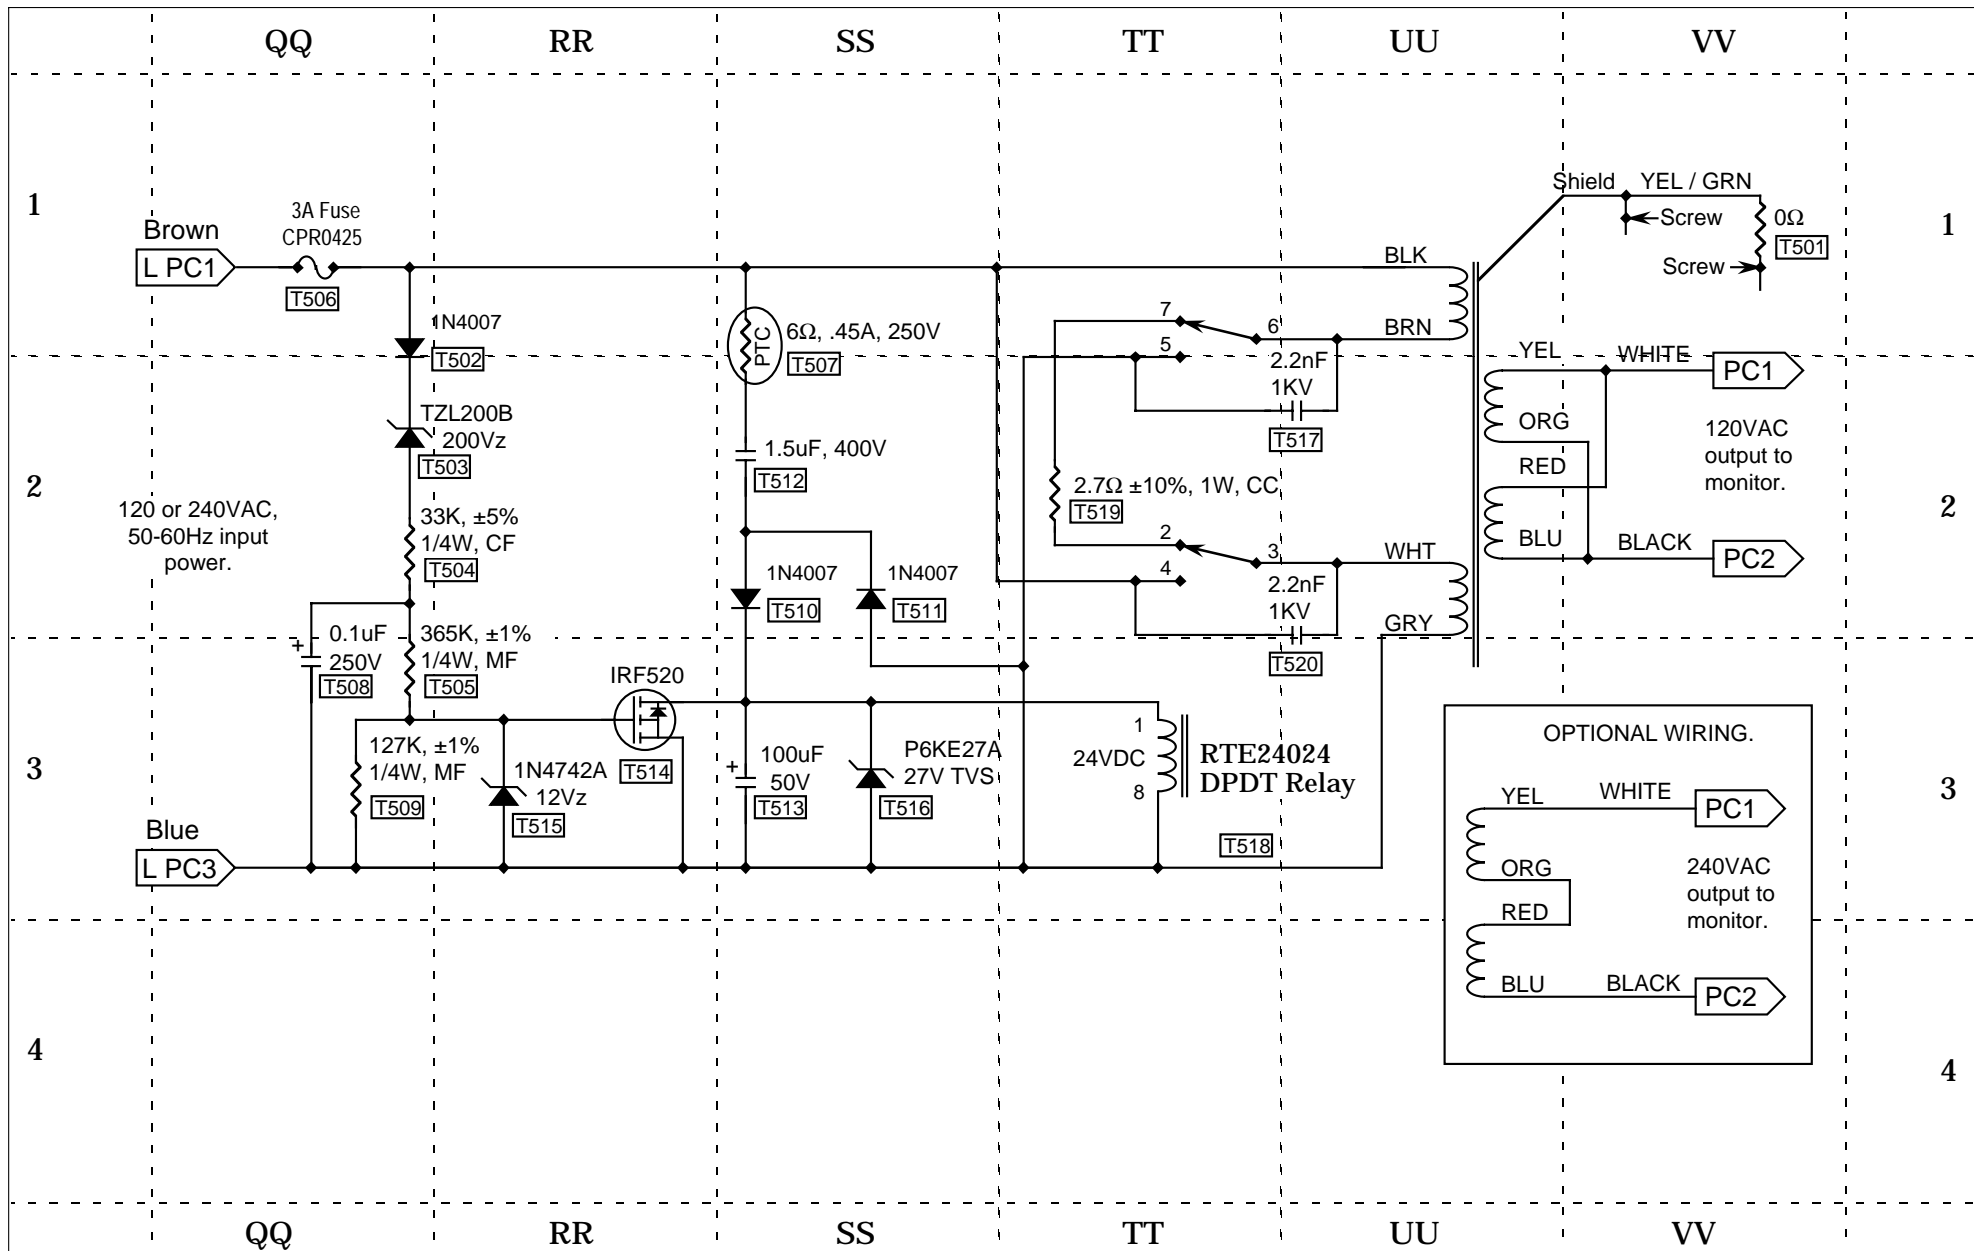 QQ RR SS TT UU VV
1
1
Brown
L PC1
3A Fuse
CPR0425
T506
1N4007
T502
PTC
6Ω, .45A, 250V
T507
7
6
5
BLK
BRN
Shield YEL / GRN
Screw
0Ω
T501
Screw
2
2
TZL200B
200Vz
T503
120 or 240VAC,
50-60Hz input
power.
33K, ±5%
1/4W, CF
T504
1.5uF, 400V
T512
1N4007
T510
1N4007
T511
2.2nF
1KV
T517
2.7Ω ±10%, 1W, CC
T519
2
3
4
2.2nF
1KV
T520
WHT
GRY
YEL
ORG
RED
BLU
WHITE
PC1
120VAC
output to
monitor.
BLACK
PC2
3
3
+
0.1uF
250V
T508
365K, ±1%
1/4W, MF
T505
127K, ±1%
1/4W, MF
T509
1N4742A
12Vz
T515
IRF520
T514
+
100uF
50V
T513
P6KE27A
27V TVS
T516
1
24VDC
8
RTE24024
DPDT Relay
T518
Blue
L PC3
OPTIONAL WIRING.
YEL
WHITE
PC1
ORG
RED
240VAC
output to
monitor.
BLU
BLACK
PC2
4
4
QQ RR SS TT UU VV